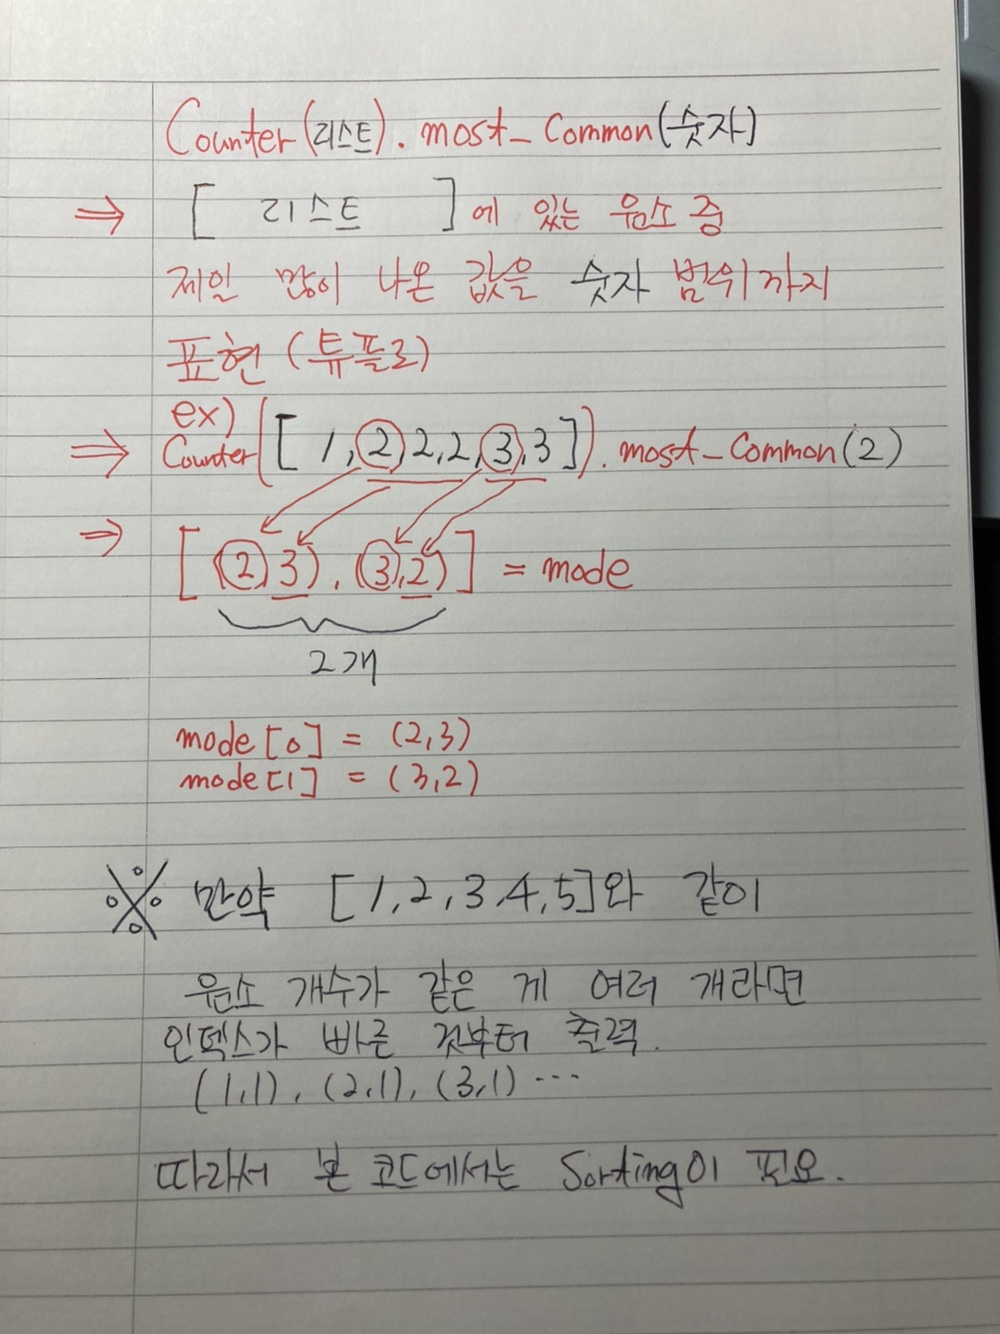 Counter(리스트).most_Common(숫자)
⇒ [ 리스트 ]에 있는 원소 중
제일 많이 나온 값을 숫자 범위까지
표현 (튜플로)
ex)
⇒ Counter([1,2,2,2,3,3]).most_Common(2)
⇒ [(2,3),(3,2)] = mode
2개
mode[0] = (2,3)
mode[1] = (3,2)
※ 만약 [1,2,3,4,5]와 같이
원소 개수가 같은 게 여러 개라면
인덱스가 빠른 것부터 출력.
(1,1), (2,1), (3,1) ...
따라서 본 코드에서는 Sorting이 필요.